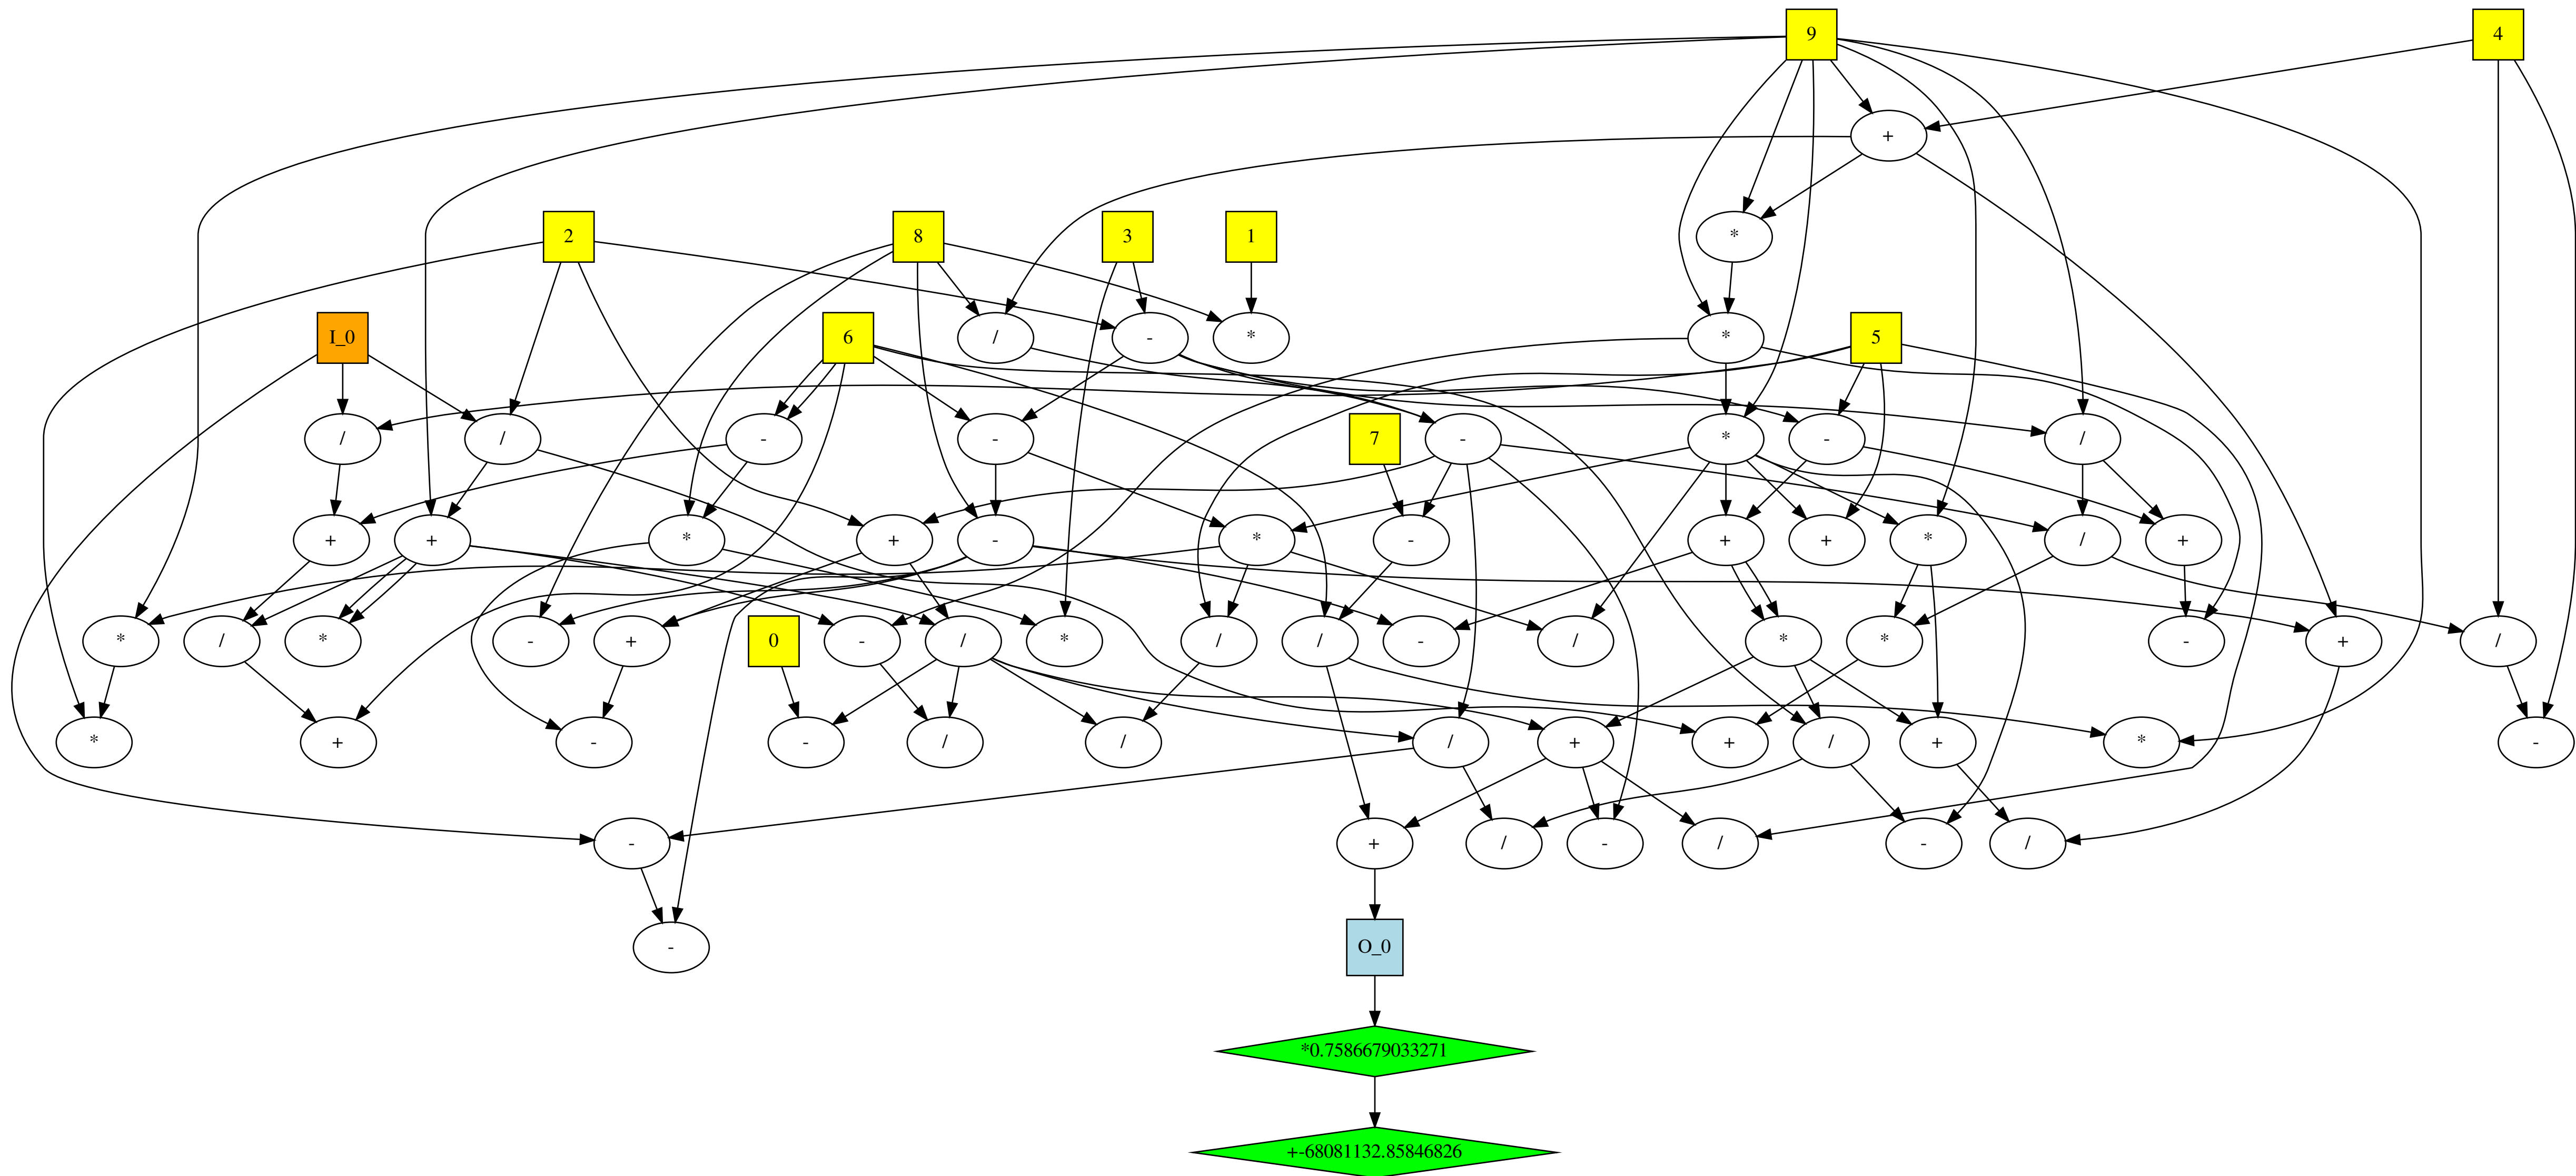 9 4
+
2 8 3 1 *
I_0 6 / - * * 5
/ / - - 7 - * - /
+ + * + - * - + + * / +
* / * - + 0 - / * / / - / * * - + /
* + - - / / / + + / + * -
- + / - / - /
- O_0
*0.7586679033271
+-68081132.85846826